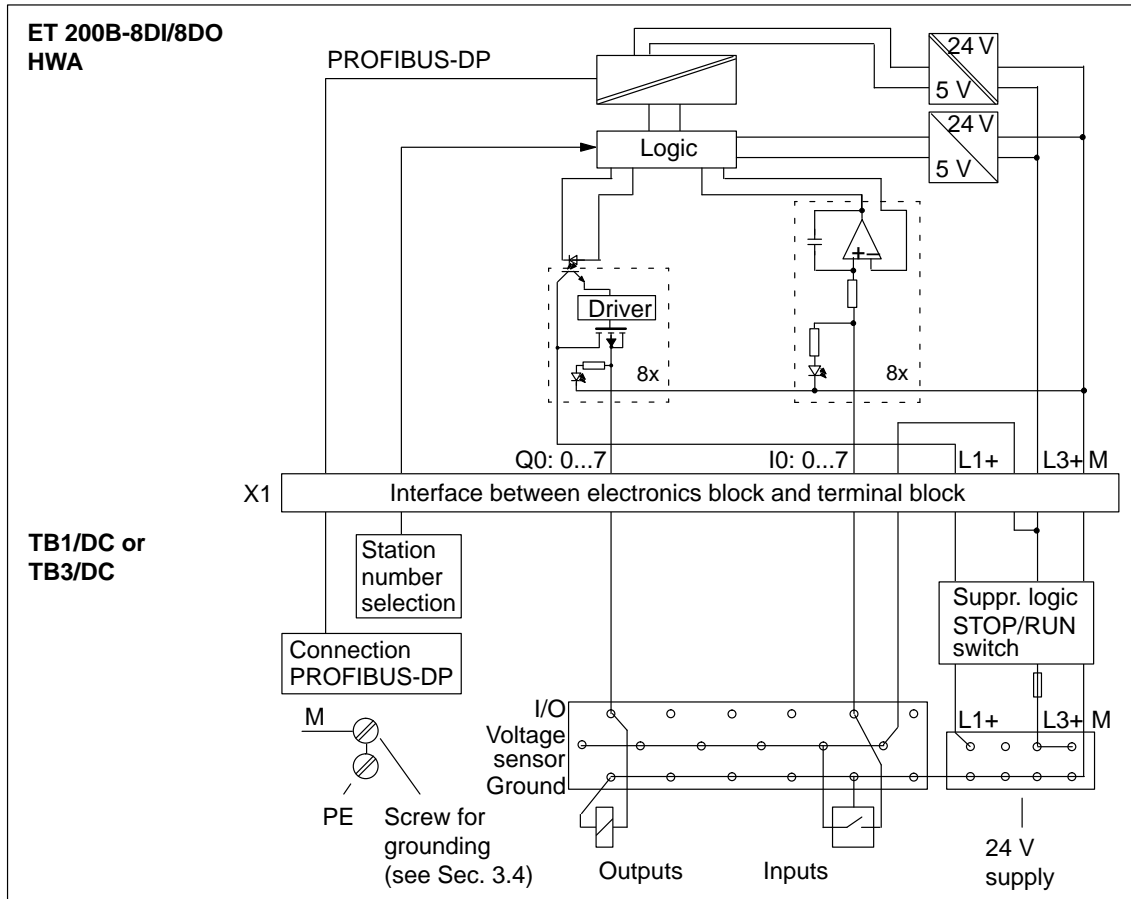 ET 200B-8DI/8DO
HWA
PROFIBUS-DP
24 V
5 V
Logic
24 V
5 V
+ –
Driver
8x
8x
Q0: 0...7
I0: 0...7
L1+
L3+ M
X1
Interface between electronics block and terminal block
TB1/DC or
TB3/DC
Station
number
selection
Suppr. logic
STOP/RUN
switch
Connection
PROFIBUS-DP
M
I/O
Voltage
sensor
Ground
L1+
L3+ M
PE
Screw for
grounding
(see Sec. 3.4)
Outputs
Inputs
24 V
supply